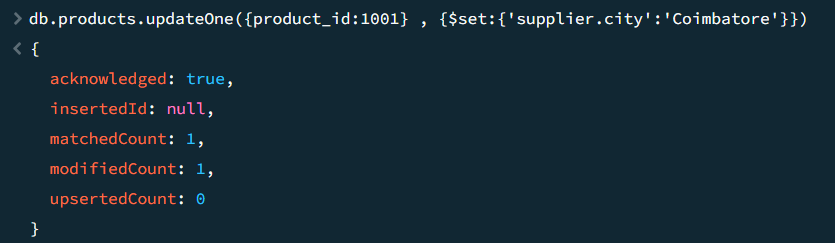 > db.products.updateOne({product_id:1001} , {$set:{'supplier.city':'Coimbatore'}})
< {
acknowledged: true,
insertedId: null,
matchedCount: 1,
modifiedCount: 1,
upsertedCount: 0
}